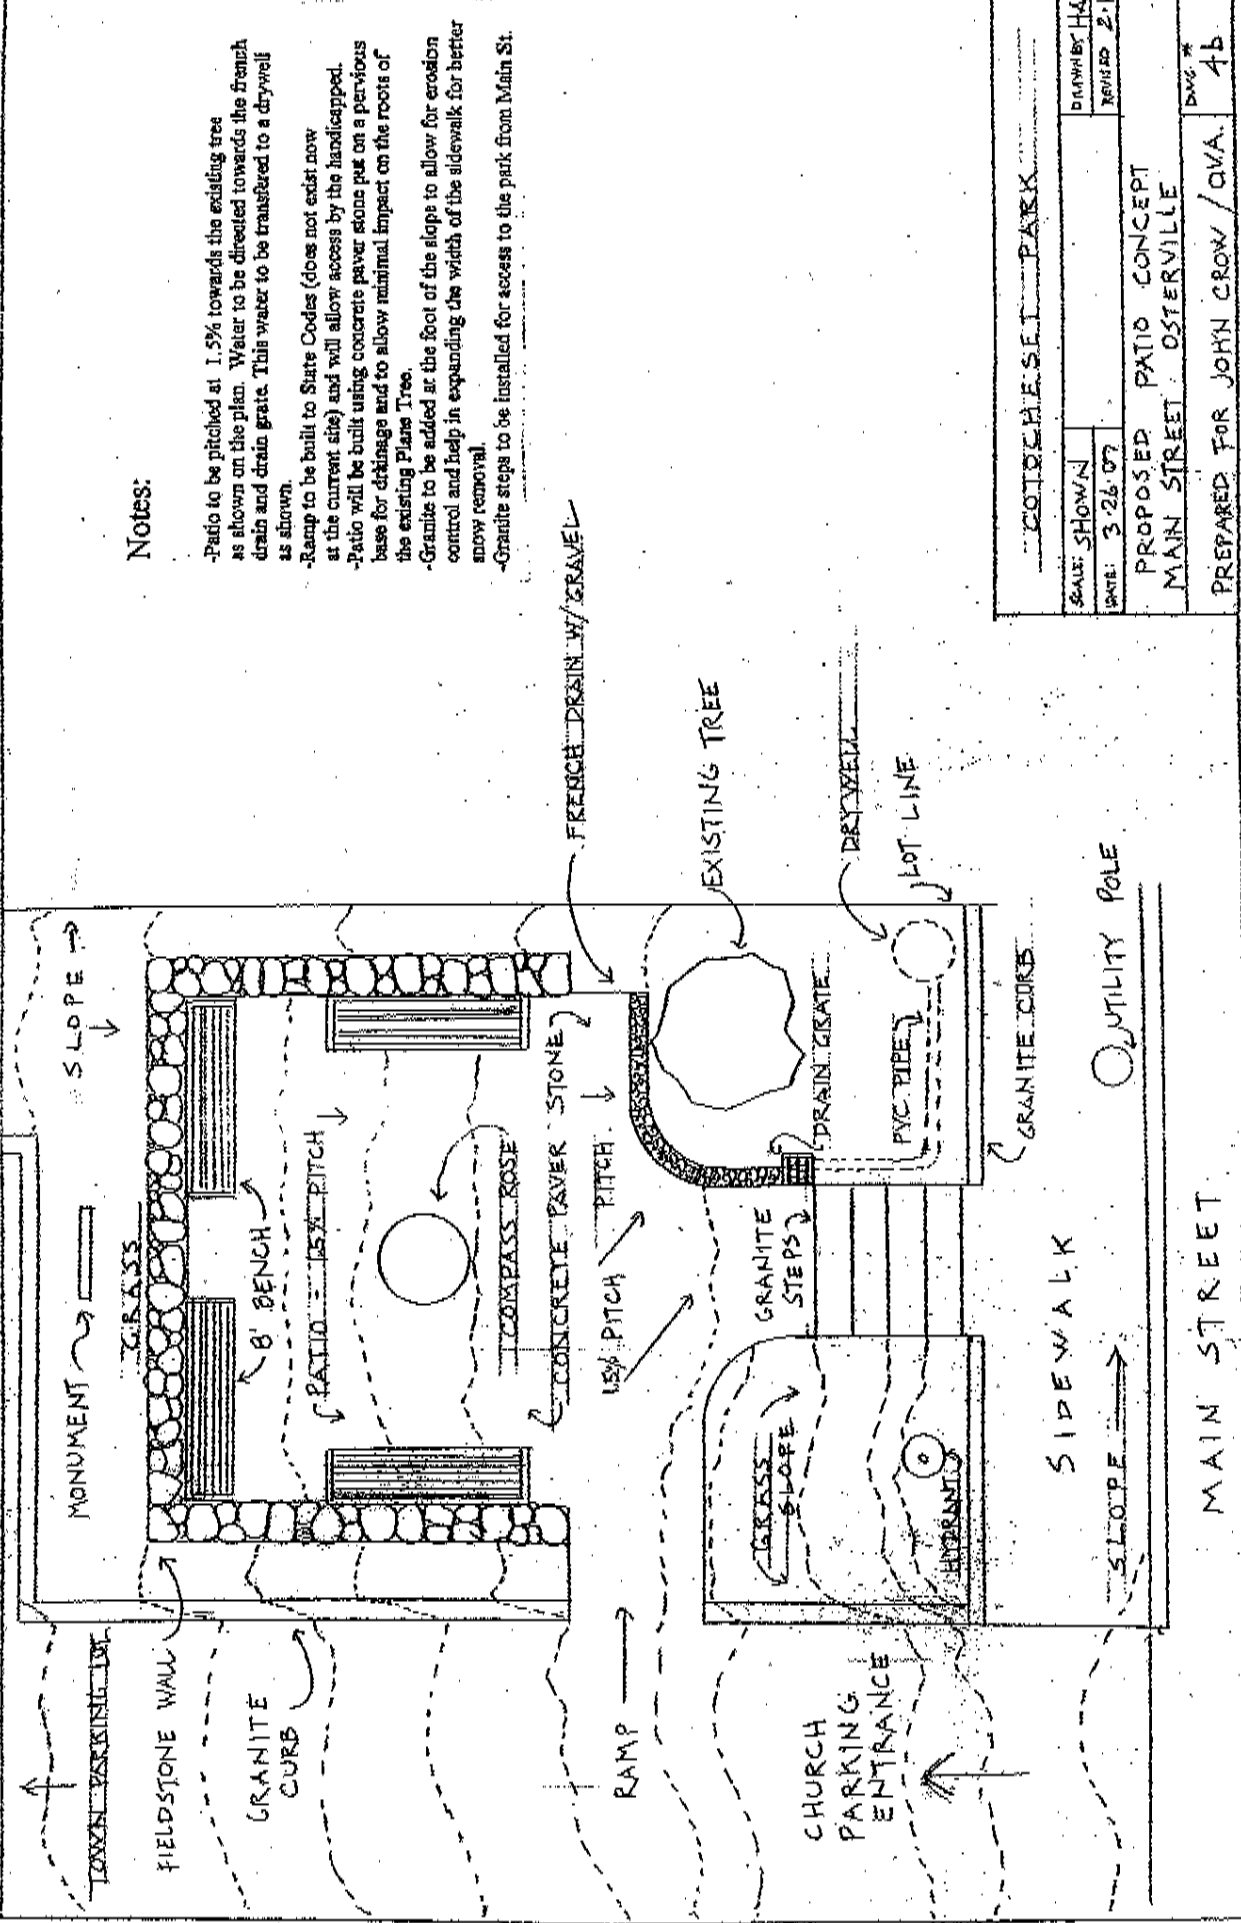 TOWN PARKING LOT
MONUMENT
SLOPE
FIELDSTONE WALL
GRASS
GRANITE
CURB
8' BENCH
PATIO - 1.5% PITCH
COMPASS ROSE
CONCRETE PAVER STONE
RAMP
1.5% PITCH
PITCH
FRENCH DRAIN W/ GRAVEL
EXISTING TREE
GRASS
SLOPE
GRANITE
STEPS
DRAIN GRATE
DRYWELL
CHURCH
PARKING
ENTRANCE
HYDRANT
PVC PIPE
LOT LINE
GRANITE CURB
SIDEWALK
SLOPE
UTILITY POLE
MAIN STREET
Notes:
-Patio to be pitched at 1.5% towards the existing tree
as shown on the plan. Water to be directed towards the french
drain and drain grate. This water to be transfered to a drywell
as shown.
-Ramp to be built to State Codes (does not exist now
at the current site) and will allow access by the handicapped.
-Patio will be built using concrete paver stone put on a pervious
base for drainage and to allow minimal impact on the roots of
the existing Plane Tree.
-Granite to be added at the foot of the slope to allow for erosion
control and help in expanding the width of the sidewalk for better
snow removal.
-Granite steps to be installed for access to the park from Main St.
COTOCHESET PARK
SCALE: SHOWN
DRAWN BY HA
DATE: 3.26.07
REVISED 2.1
PROPOSED PATIO CONCEPT
MAIN STREET OSTERVILLE
PREPARED FOR JOHN CROW / OVA.
DWG. #
4b